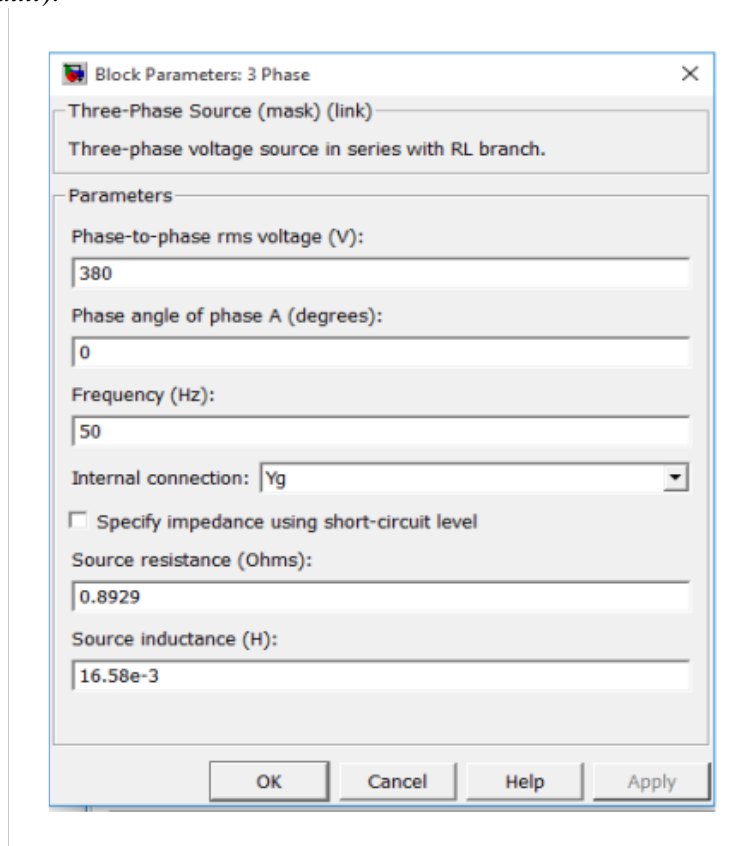 Block Parameters: 3 Phase
Three-Phase Source (mask) (link)
Three-phase voltage source in series with RL branch.
Parameters
Phase-to-phase rms voltage (V):
380
Phase angle of phase A (degrees):
0
Frequency (Hz):
50
Internal connection: Yg
Specify impedance using short-circuit level
Source resistance (Ohms):
0.8929
Source inductance (H):
16.58e-3
OK Cancel Help Apply